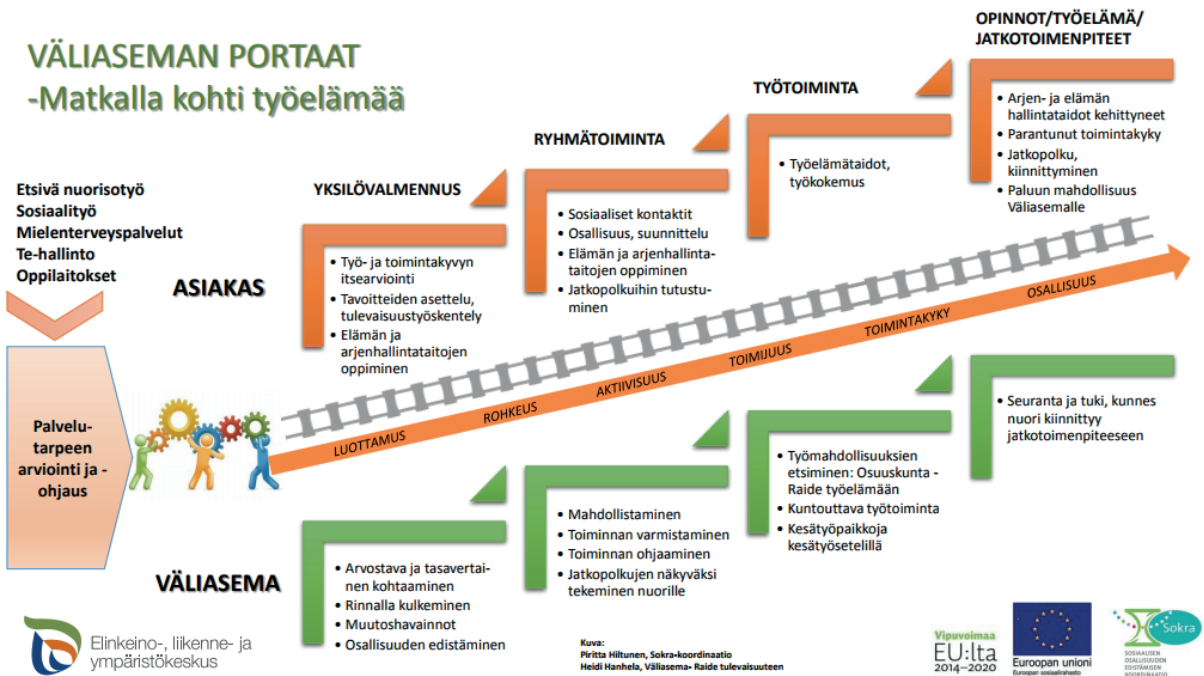 VÄLIASEMAN PORTAAT
-Matkalla kohti työelämää
Etsivä nuorisotyö
Sosiaalityö
Mielenterveyspalvelut
Te-hallinto
Oppilaitokset
Palvelu-
tarpeen
arviointi ja -
ohjaus
ASIAKAS
YKSILÖVALMENNUS
• Työ- ja toimintakyvyn
itsearviointi
• Tavoitteiden asettelu,
tulevaisuustyöskentely
• Elämän ja
arjenhallintataitojen
oppiminen
RYHMÄTOIMINTA
• Sosiaaliset kontaktit
• Osallisuus, suunnittelu
• Elämän ja arjenhallinta-
taitojen oppiminen
• Jatkopolkuihin tutustu-
minen
TYÖTOIMINTA
• Työelämätaidot,
työkokemus
OPINNOT/TYÖELÄMÄ/
JATKOTOIMENPITEET
• Arjen- ja elämän
hallintataidot kehittyneet
• Parantunut toimintakyky
• Jatkopolku,
kiinnittyminen
• Paluun mahdollisuus
Väliasemalle
LUOTTAMUS
ROHKEUS
AKTIIVISUUS
TOIMIJUUS
TOIMINTAKYKY
OSALLISUUS
VÄLIASEMA
• Arvostava ja tasavertai-
nen kohtaaminen
• Rinnalla kulkeminen
• Muutoshavainnot
• Osallisuuden edistäminen
• Mahdollistaminen
• Toiminnan varmistaminen
• Toiminnan ohjaaminen
• Jatkopolkujen näkyväksi
tekeminen nuorille
• Työmahdollisuuksien
etsiminen: Osuuskunta -
Raide työelämään
• Kuntouttava työtoiminta
• Kesätyöpaikkoja
kesätyösetelillä
• Seuranta ja tuki, kunnes
nuori kiinnittyy
jatkotoimenpiteeseen
Elinkeino-, liikenne- ja
ympäristökeskus
Kuva:
Piritta Hiltunen, Sokra-koordinaatio
Heidi Hanhela, Väliasema- Raide tulevaisuuteen
Vipuvoimaa
EU:lta
2014–2020
Euroopan unioni
Euroopan sosiaalirahasto
Sokra
SOSIAALISEN
OSALLISUUDEN
EDISTÄMISEN
KOORDINAATIO